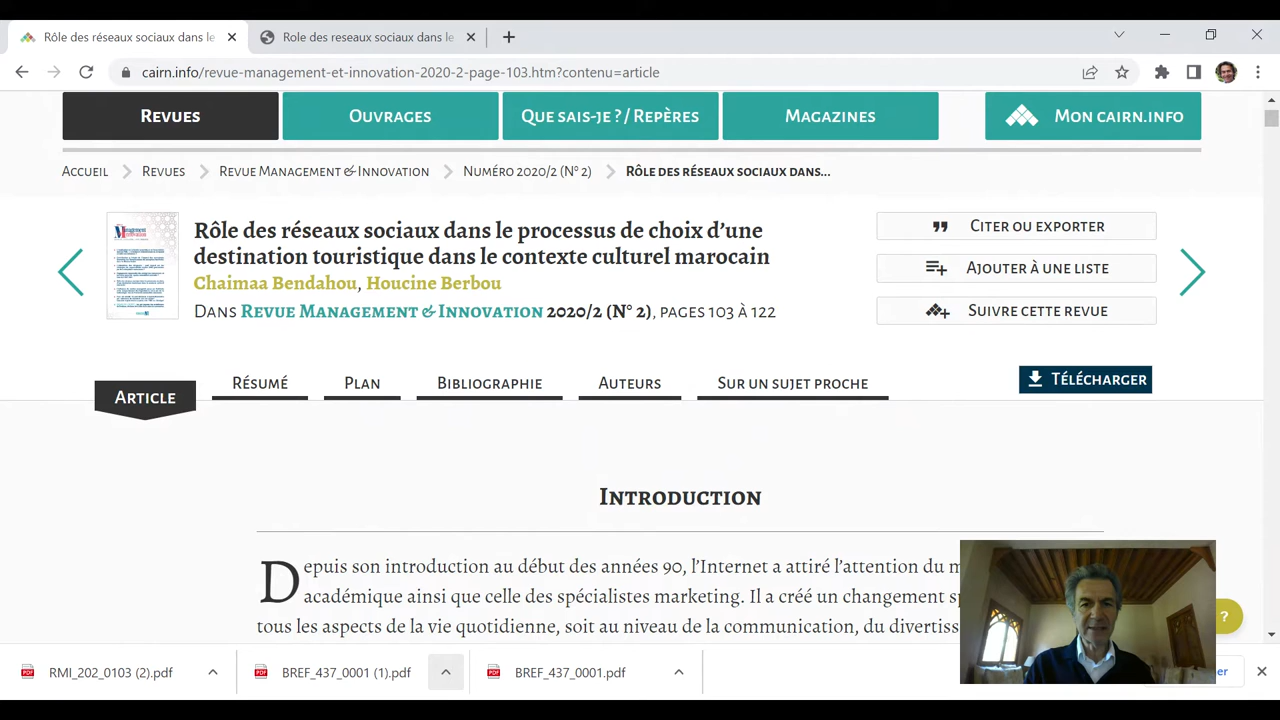 Rôle des réseaux sociaux dans le
Role des reseaux sociaux dans le
cairn.info/revue-management-et-innovation-2020-2-page-103.htm?contenu=article
Revues
Ouvrages
Que sais-je ? / Repères
Magazines
Mon cairn.info
Accueil
Revues
Revue Management & Innovation
Numéro 2020/2 (N° 2)
Rôle des réseaux sociaux dans...
Rôle des réseaux sociaux dans le processus de choix d’une
destination touristique dans le contexte culturel marocain
Chaimaa Bendahou, Houcine Berbou
Dans Revue Management & Innovation 2020/2 (N° 2), pages 103 à 122
Citer ou exporter
Ajouter à une liste
Suivre cette revue
Article
Résumé
Plan
Bibliographie
Auteurs
Sur un sujet proche
Télécharger
Introduction
Depuis son introduction au début des années 90, l’Internet a attiré l’attention du m
académique ainsi que celle des spécialistes marketing. Il a créé un changement sp
tous les aspects de la vie quotidienne, soit au niveau de la communication, du divertiss
?
RMI_202_0103 (2).pdf
BREF_437_0001 (1).pdf
BREF_437_0001.pdf
er